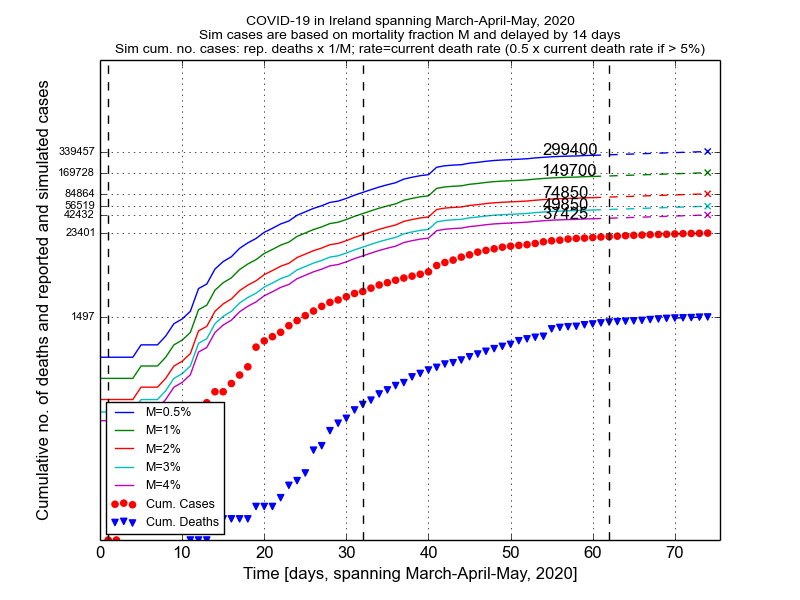 COVID-19 in Ireland spanning March-April-May, 2020
Sim cases are based on mortality fraction M and delayed by 14 days
Sim cum. no. cases: rep. deaths x 1/M; rate=current death rate (0.5 x current death rate if > 5%)
Cumulative no. of deaths and reported and simulated cases
339457
169728
84864
56519
42432
23401
1497
299400
149700
74850
49850
37425
M=0.5%
M=1%
M=2%
M=3%
M=4%
Cum. Cases
Cum. Deaths
0 10 20 30 40 50 60 70
Time [days, spanning March-April-May, 2020]